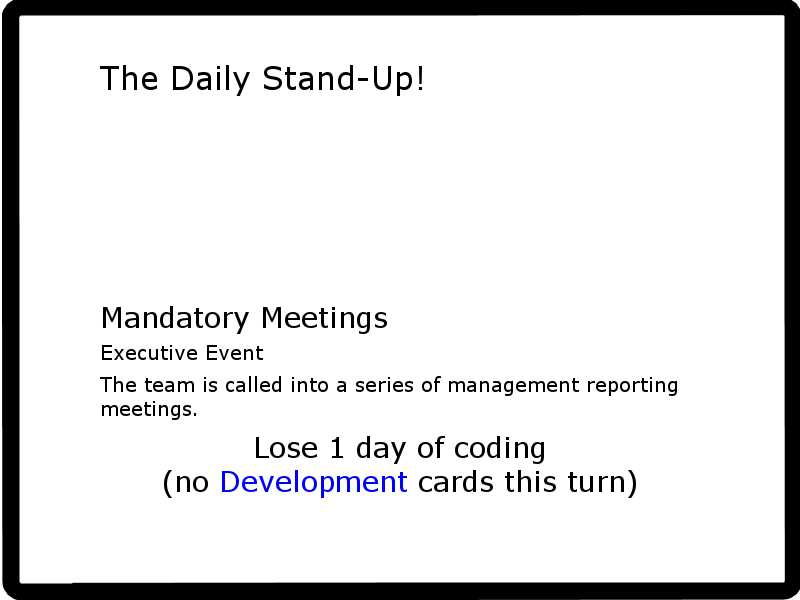 The Daily Stand-Up!
Mandatory Meetings
Executive Event
The team is called into a series of management reporting
meetings.
Lose 1 day of coding
(no Development cards this turn)